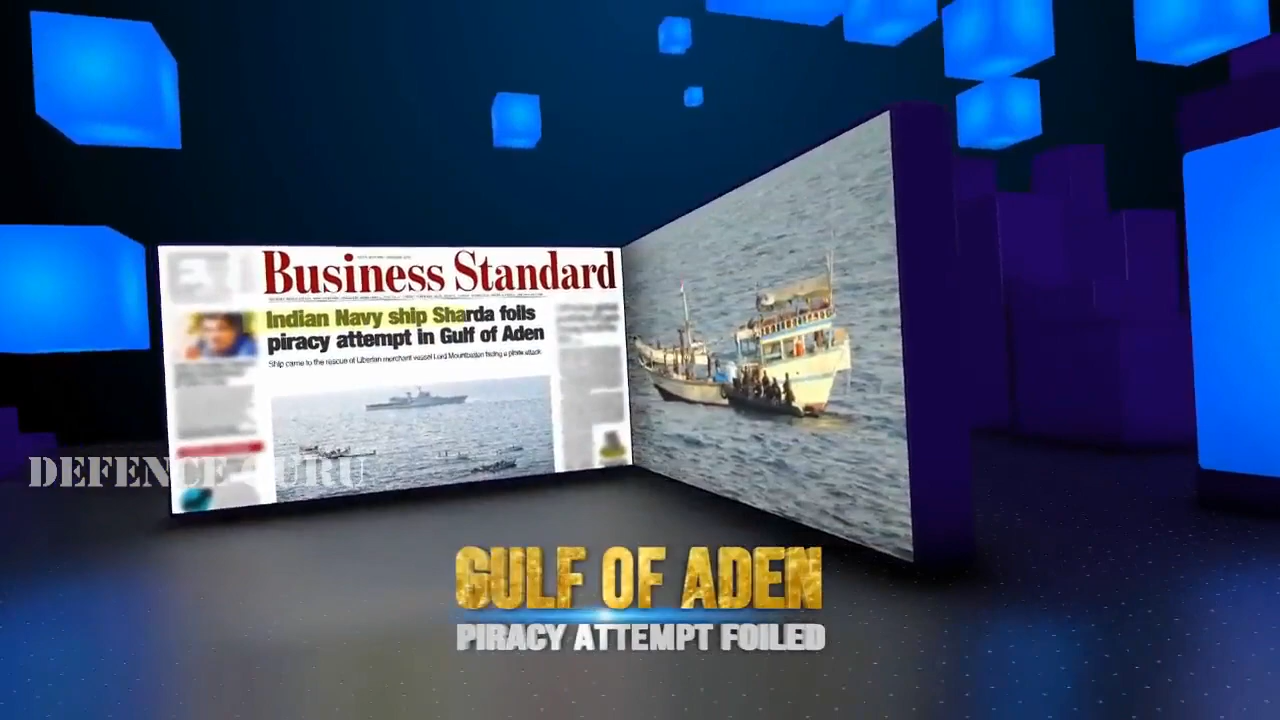 Business Standard
Indian Navy ship Sharda foils
piracy attempt in Gulf of Aden
Ship came to the rescue of Liberian merchant vessel Lord Mountbatten facing a pirate attack
DEFENCE GURU
GULF OF ADEN
PIRACY ATTEMPT FOILED